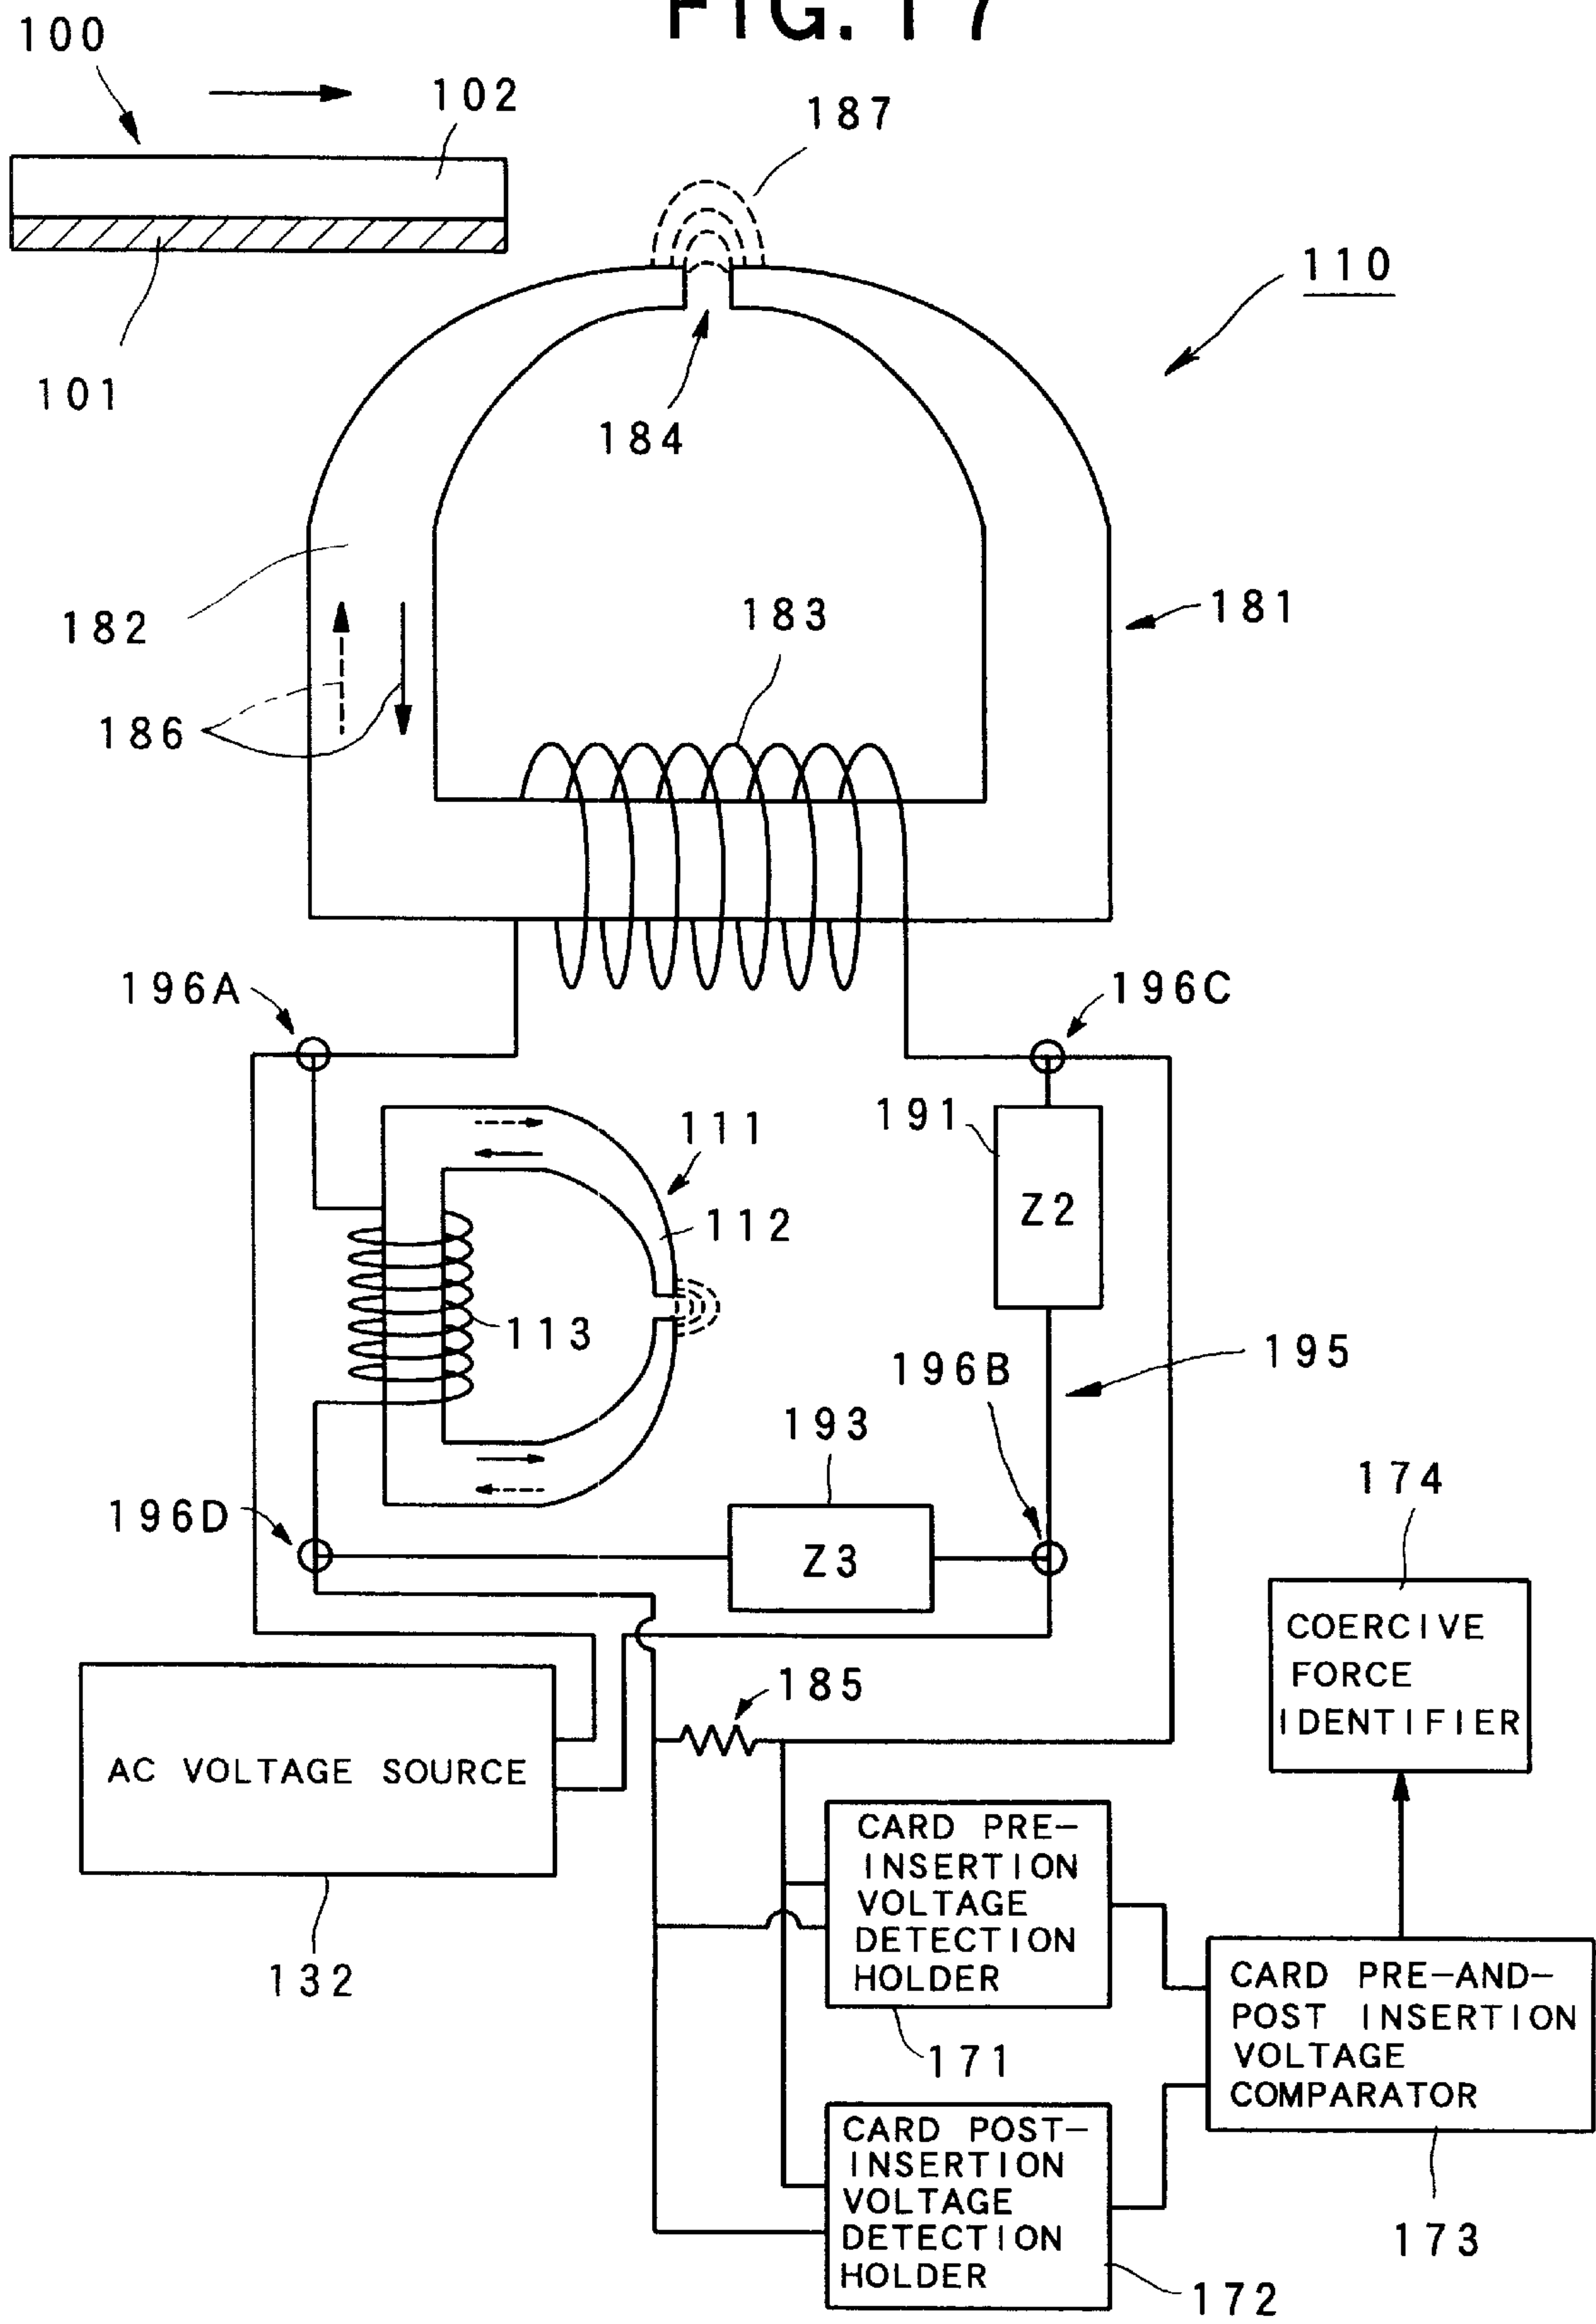 FIG. 17
100
102
187
110
101
184
182
183
181
186
196A
196C
111
191
Z2
112
113
196B
195
193
174
196D
Z3
COERCIVE
FORCE
IDENTIFIER
185
AC VOLTAGE SOURCE
CARD PRE-
INSERTION
VOLTAGE
DETECTION
HOLDER
132
CARD PRE-AND-
POST INSERTION
VOLTAGE
COMPARATOR
171
CARD POST-
INSERTION
VOLTAGE
DETECTION
HOLDER
173
172